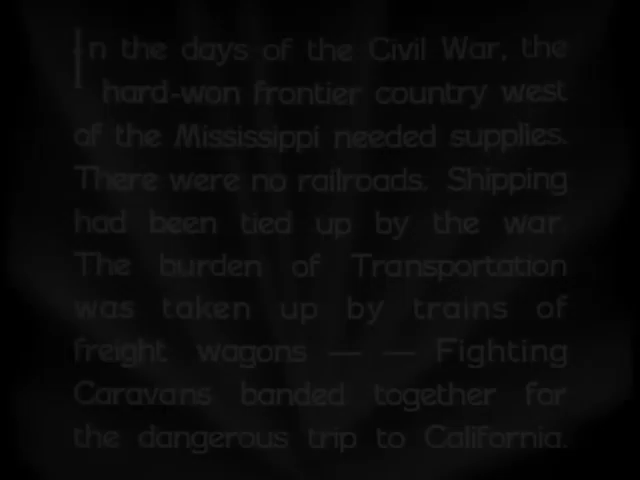 In the days of the Civil War, the
hard-won frontier country west
of the Mississippi needed supplies.
There were no railroads. Shipping
had been tied up by the war.
The burden of Transportation
was taken up by trains of
freight wagons — — Fighting
Caravans banded together for
the dangerous trip to California.